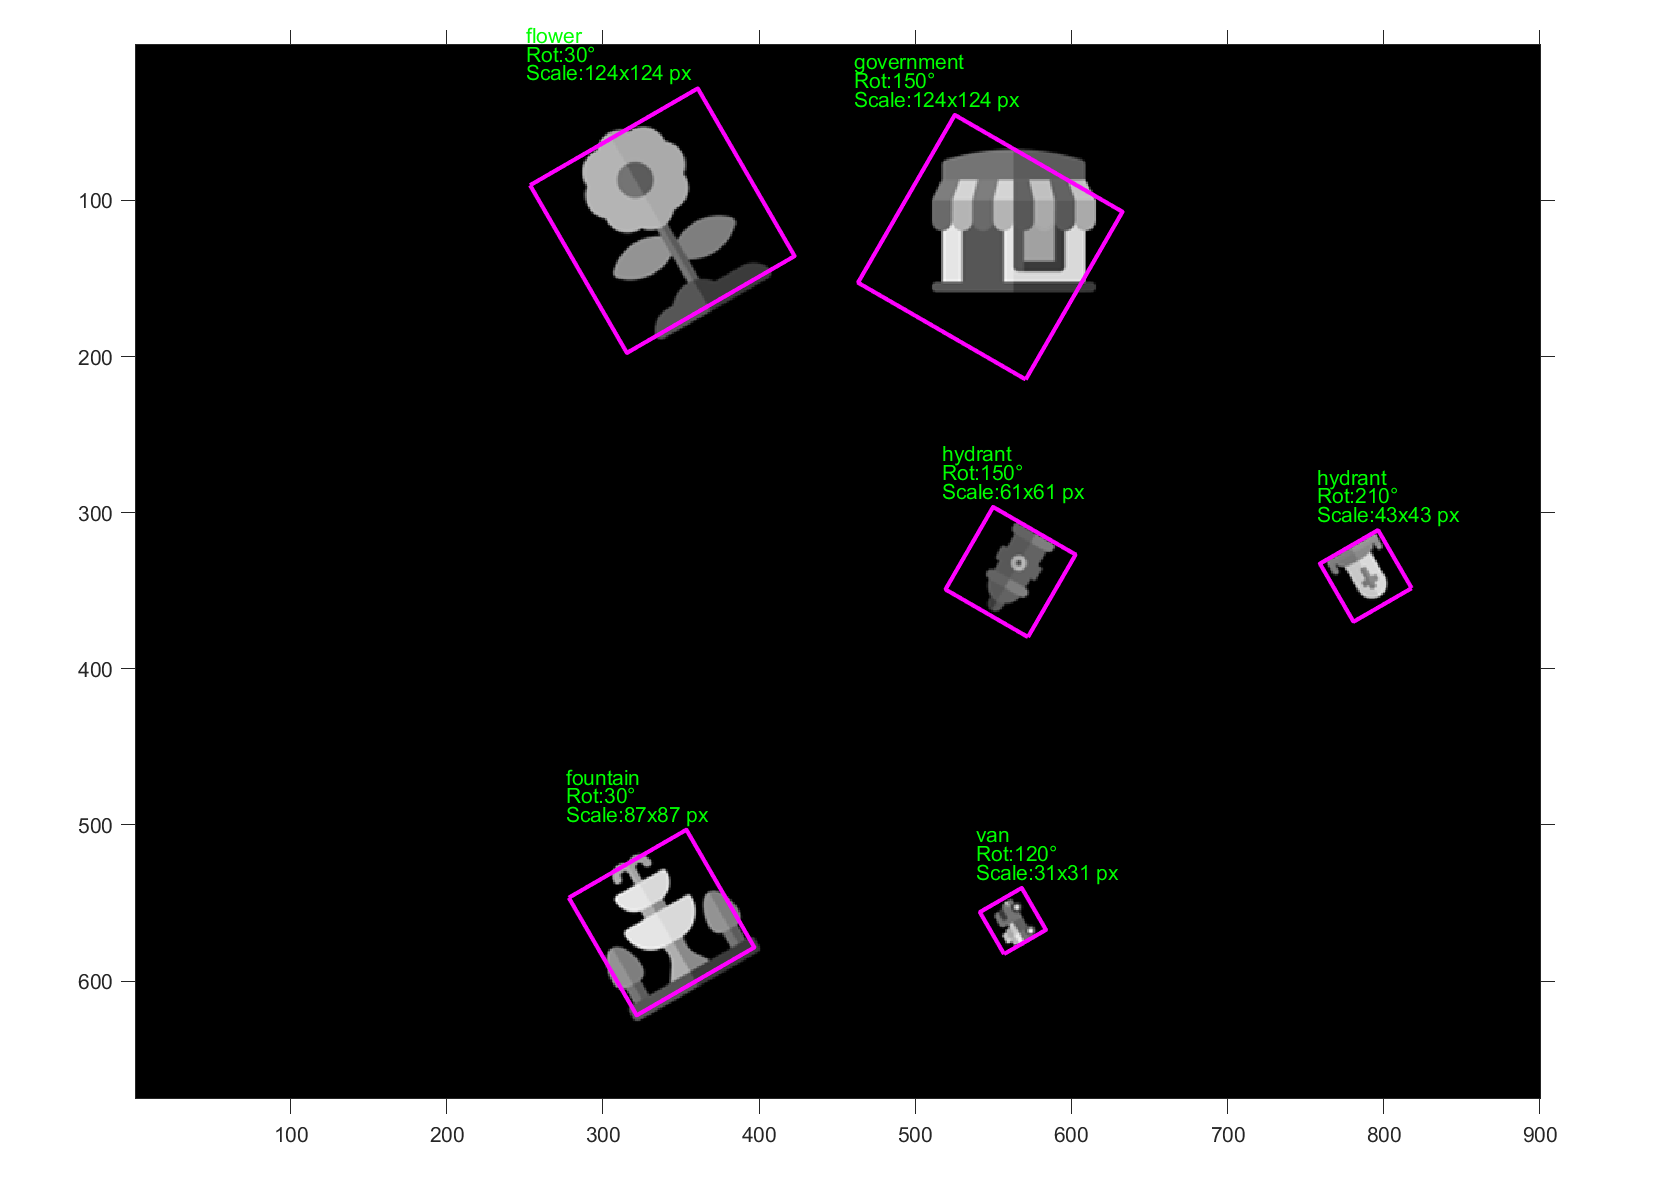 flower
Rot:30°
Scale:124x124 px
government
Rot:150°
Scale:124x124 px
hydrant
Rot:150°
Scale:61x61 px
hydrant
Rot:210°
Scale:43x43 px
fountain
Rot:30°
Scale:87x87 px
van
Rot:120°
Scale:31x31 px
100
200
300
400
500
600
100
200
300
400
500
600
700
800
900